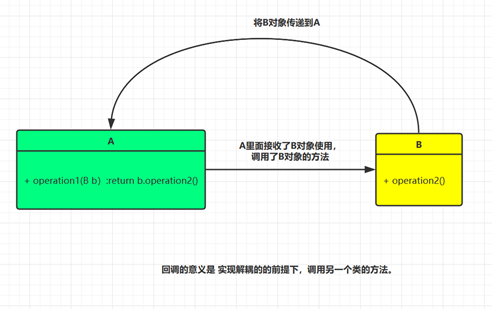 将B对象传递到A
A
+ operation1(B b)  :return b.operation2()
A里面接收了B对象使用，
调用了B对象的方法
B
+ operation2()
回调的意义是 实现解耦的的前提下，调用另一个类的方法。